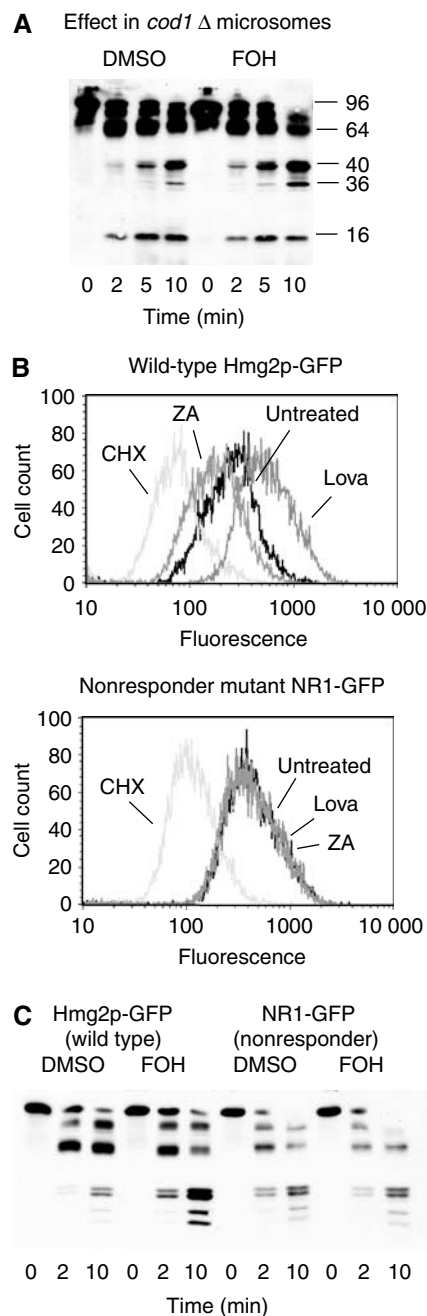 A Effect in cod1 Δ microsomes
DMSO FOH
96
64
40
36
16
0 2 5 10 0 2 5 10
Time (min)
B Wild-type Hmg2p-GFP
100
80
60
40
20
0
Cell count
CHX
ZA
Untreated
Lova
10 100 1000 10 000
Fluorescence
Nonresponder mutant NR1-GFP
100
80
60
40
20
0
Cell count
CHX
Untreated
Lova
ZA
10 100 1000 10 000
Fluorescence
C Hmg2p-GFP NR1-GFP
(wild type) (nonresponder)
DMSO FOH DMSO FOH
0 2 10 0 2 10 0 2 10 0 2 10
Time (min)